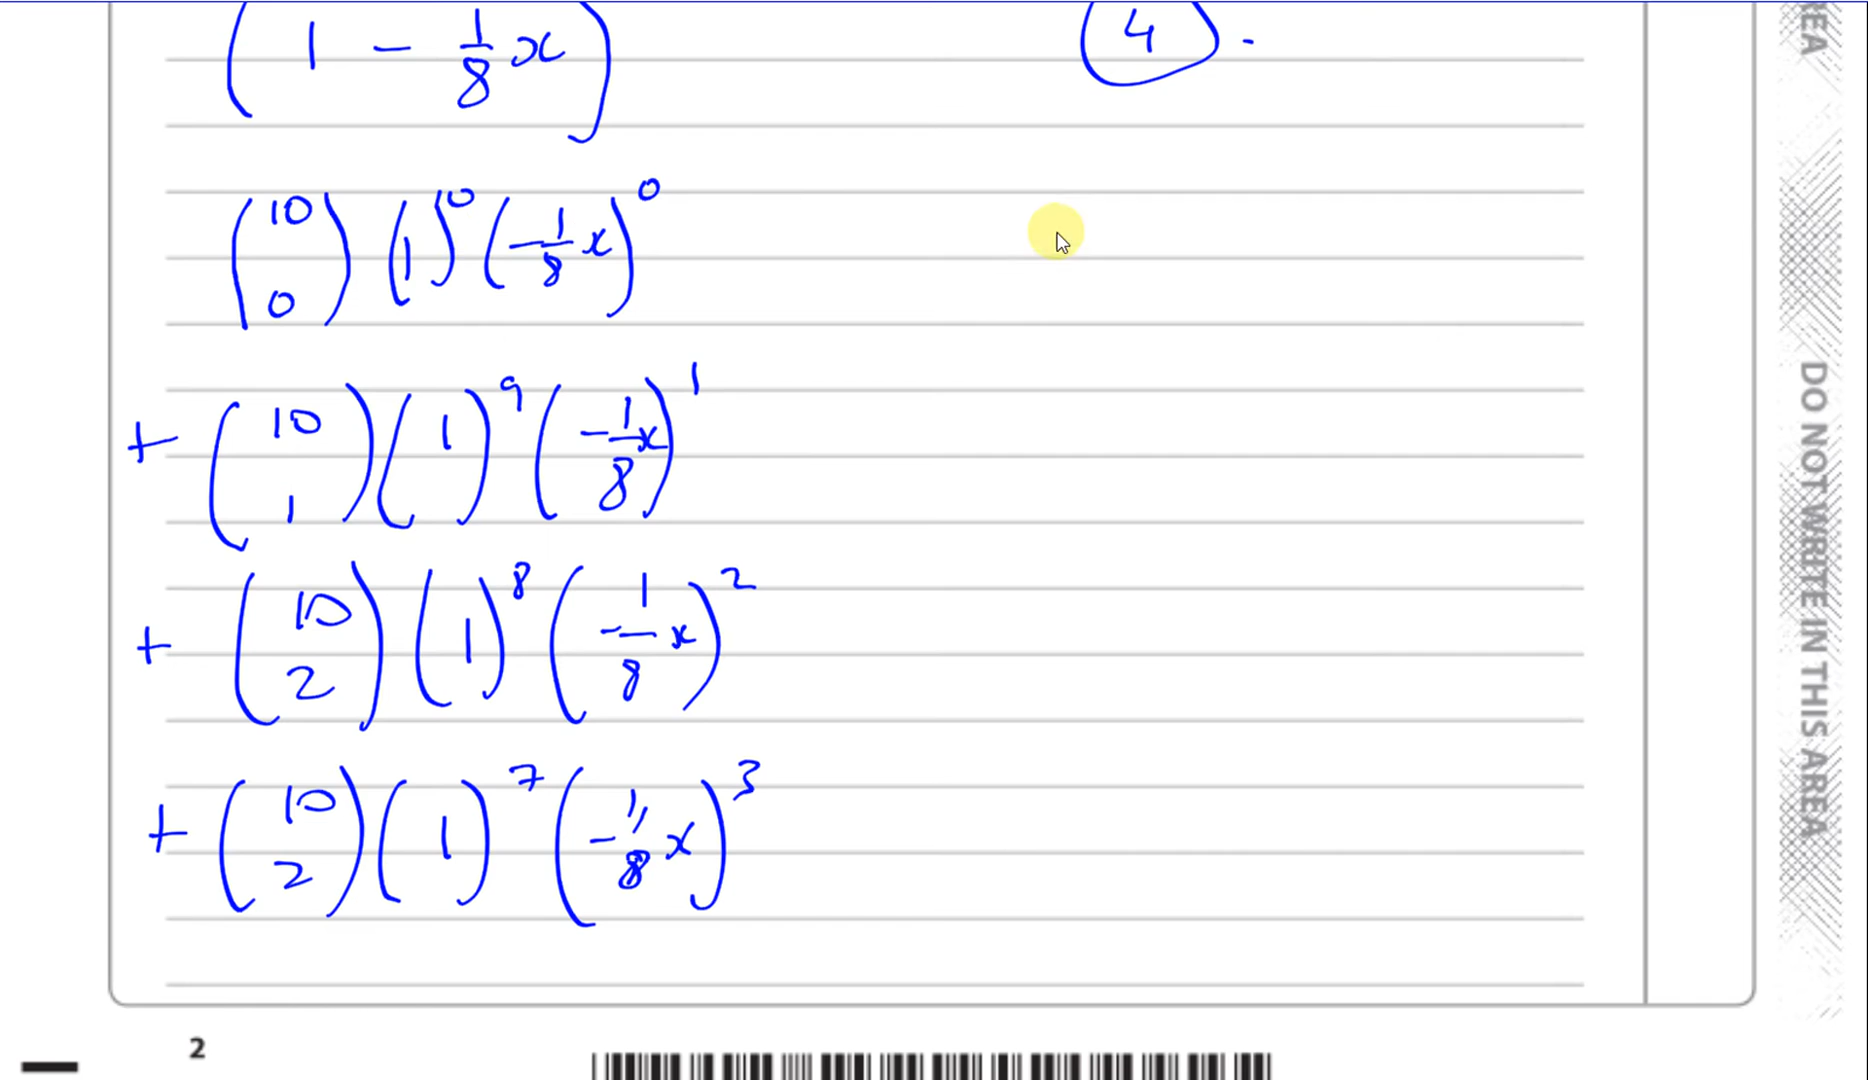 (1 - 1/8 x)
(4) .
(10 0) (1)^0 (-1/8 x)^0
+ (10 1) (1)^9 (-1/8 x)^1
+ (10 2) (1)^8 (-1/8 x)^2
+ (10 2) (1)^7 (-1/8 x)^3
2
REA
DO NOT WRITE IN THIS AREA